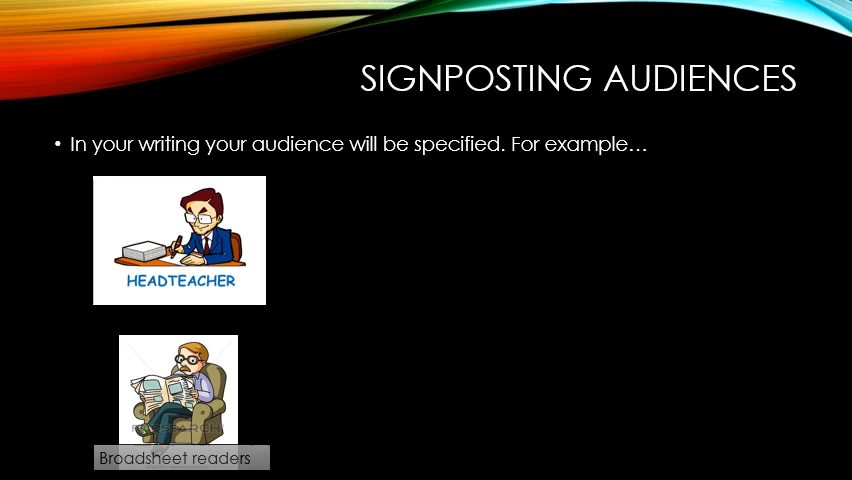 SIGNPOSTING AUDIENCES
• In your writing your audience will be specified. For example…
HEADTEACHER
Broadsheet readers